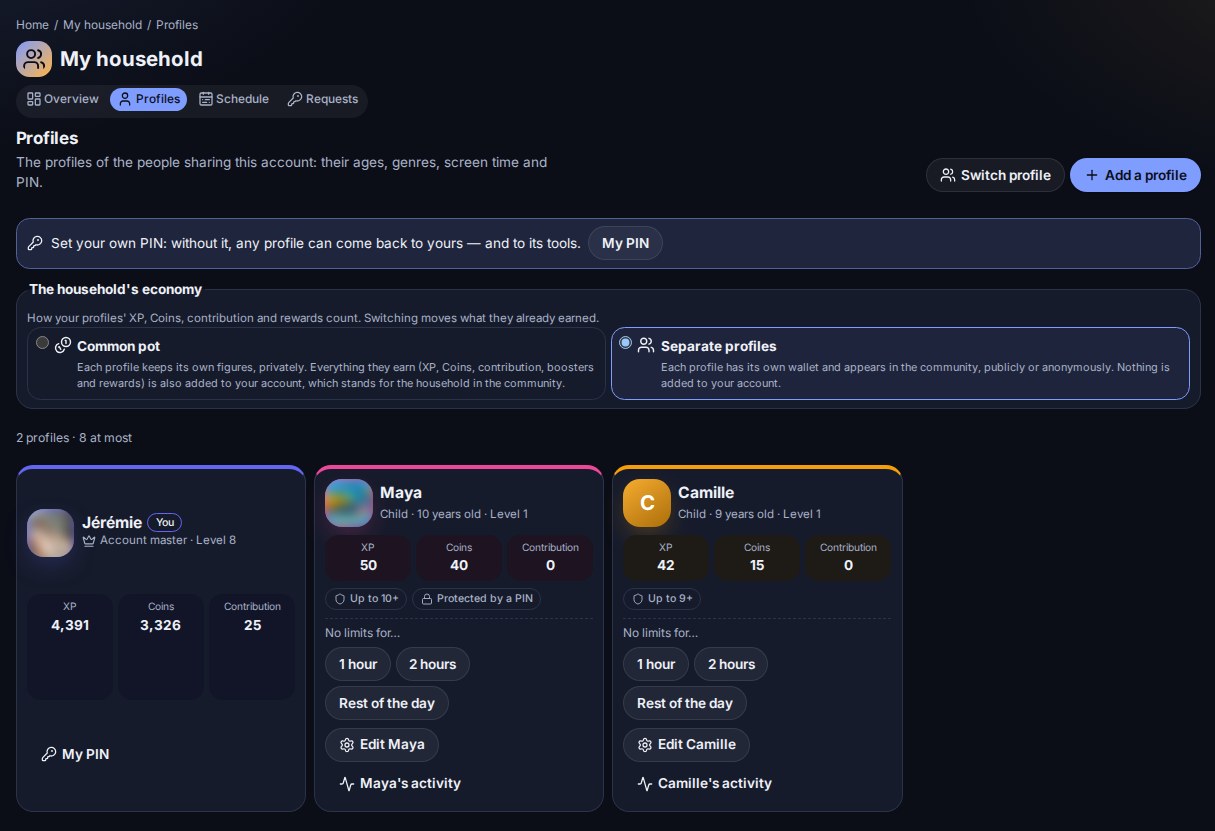 Home / My household / Profiles
My household
Overview Profiles Schedule Requests
Profiles
The profiles of the people sharing this account: their ages, genres, screen time and
PIN.
Switch profile Add a profile
Set your own PIN: without it, any profile can come back to yours — and to its tools. My PIN
The household's economy
How your profiles' XP, Coins, contribution and rewards count. Switching moves what they already earned.
Common pot
Each profile keeps its own figures, privately. Everything they earn (XP, Coins, contribution, boosters
and rewards) is also added to your account, which stands for the household in the community.
Separate profiles
Each profile has its own wallet and appears in the community, publicly or anonymously. Nothing is
added to your account.
2 profiles · 8 at most
Jérémie You
Account master · Level 8
XP Coins Contribution
4,391 3,326 25
My PIN
Maya
Child · 10 years old · Level 1
XP Coins Contribution
50 40 0
Up to 10+ Protected by a PIN
No limits for...
1 hour 2 hours
Rest of the day
Edit Maya
Maya's activity
C
Camille
Child · 9 years old · Level 1
XP Coins Contribution
42 15 0
Up to 9+
No limits for...
1 hour 2 hours
Rest of the day
Edit Camille
Camille's activity